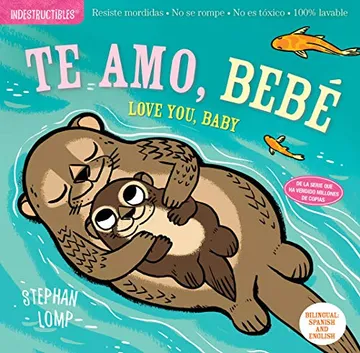 INDESTRUCTIBLES®
Resiste mordidas • No se rompe • No es tóxico • 100% lavable
TE AMO, BEBÉ
LOVE YOU, BABY
DE LA SERIE QUE
HA VENDIDO MILLONES
DE COPIAS
STEPHAN
LOMP
BILINGUAL:
SPANISH AND
ENGLISH